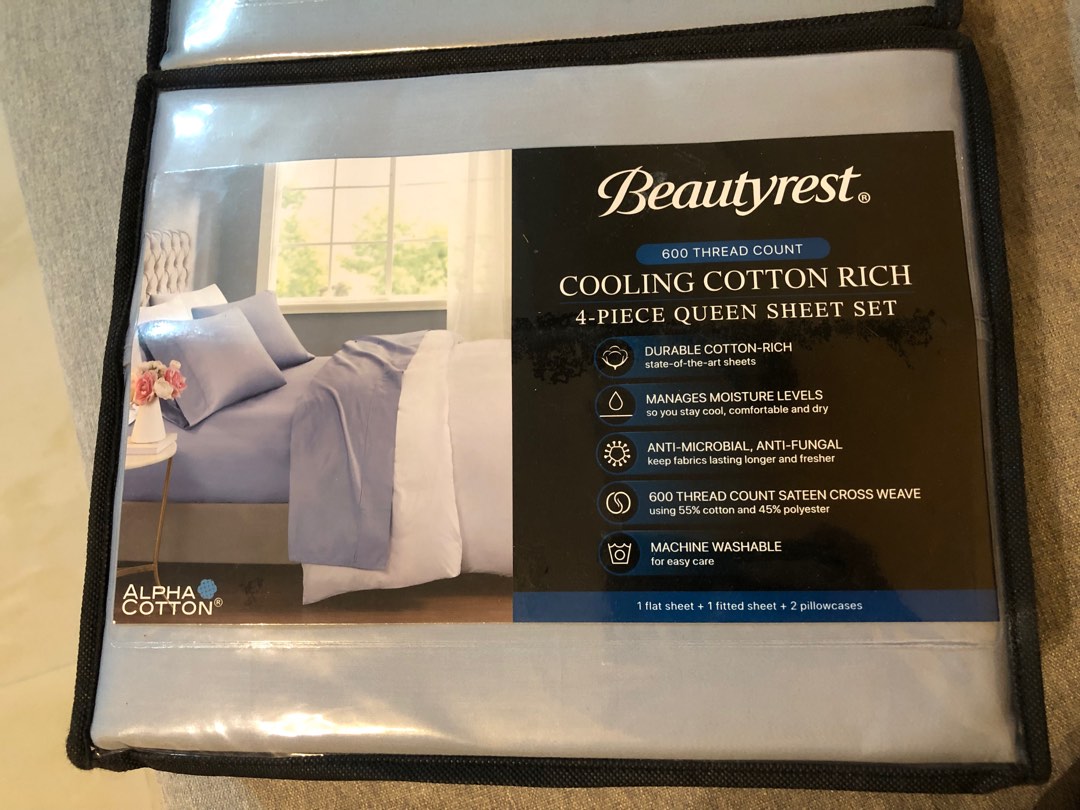 Beautyrest®
600 THREAD COUNT
COOLING COTTON RICH
4-PIECE QUEEN SHEET SET
DURABLE COTTON-RICH
state-of-the-art sheets
MANAGES MOISTURE LEVELS
so you stay cool, comfortable and dry
ANTI-MICROBIAL, ANTI-FUNGAL
keep fabrics lasting longer and fresher
600 THREAD COUNT SATEEN CROSS WEAVE
using 55% cotton and 45% polyester
MACHINE WASHABLE
for easy care
1 flat sheet + 1 fitted sheet + 2 pillowcases
ALPHA
COTTON®